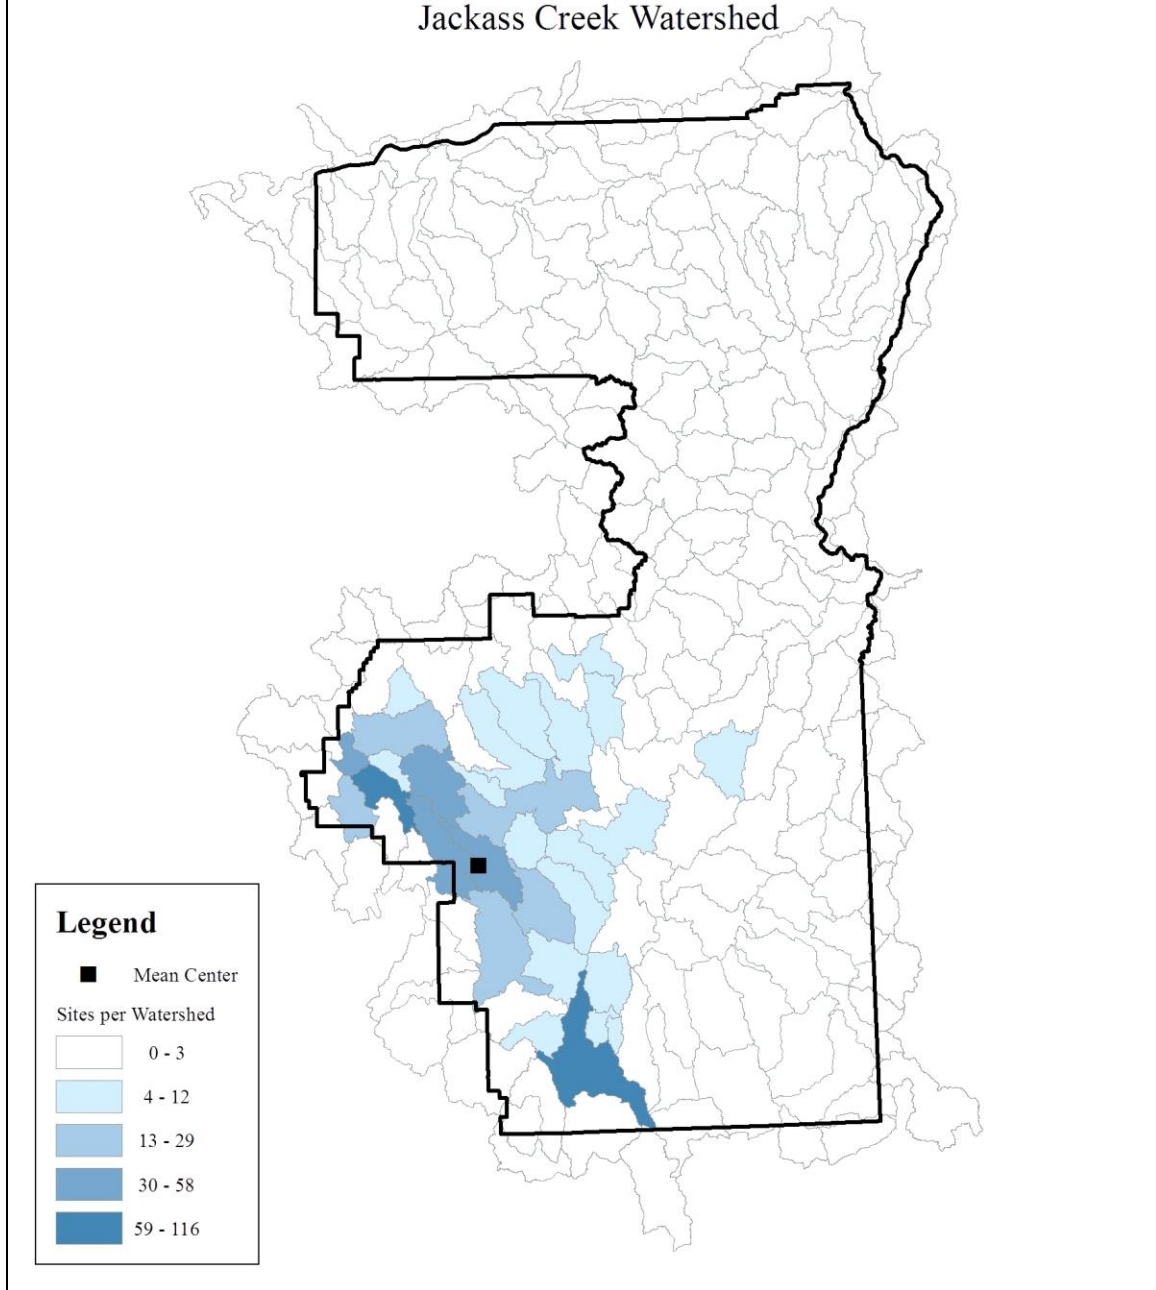 Jackass Creek Watershed
Legend
Mean Center
Sites per Watershed
0 - 3
4 - 12
13 - 29
30 - 58
59 - 116